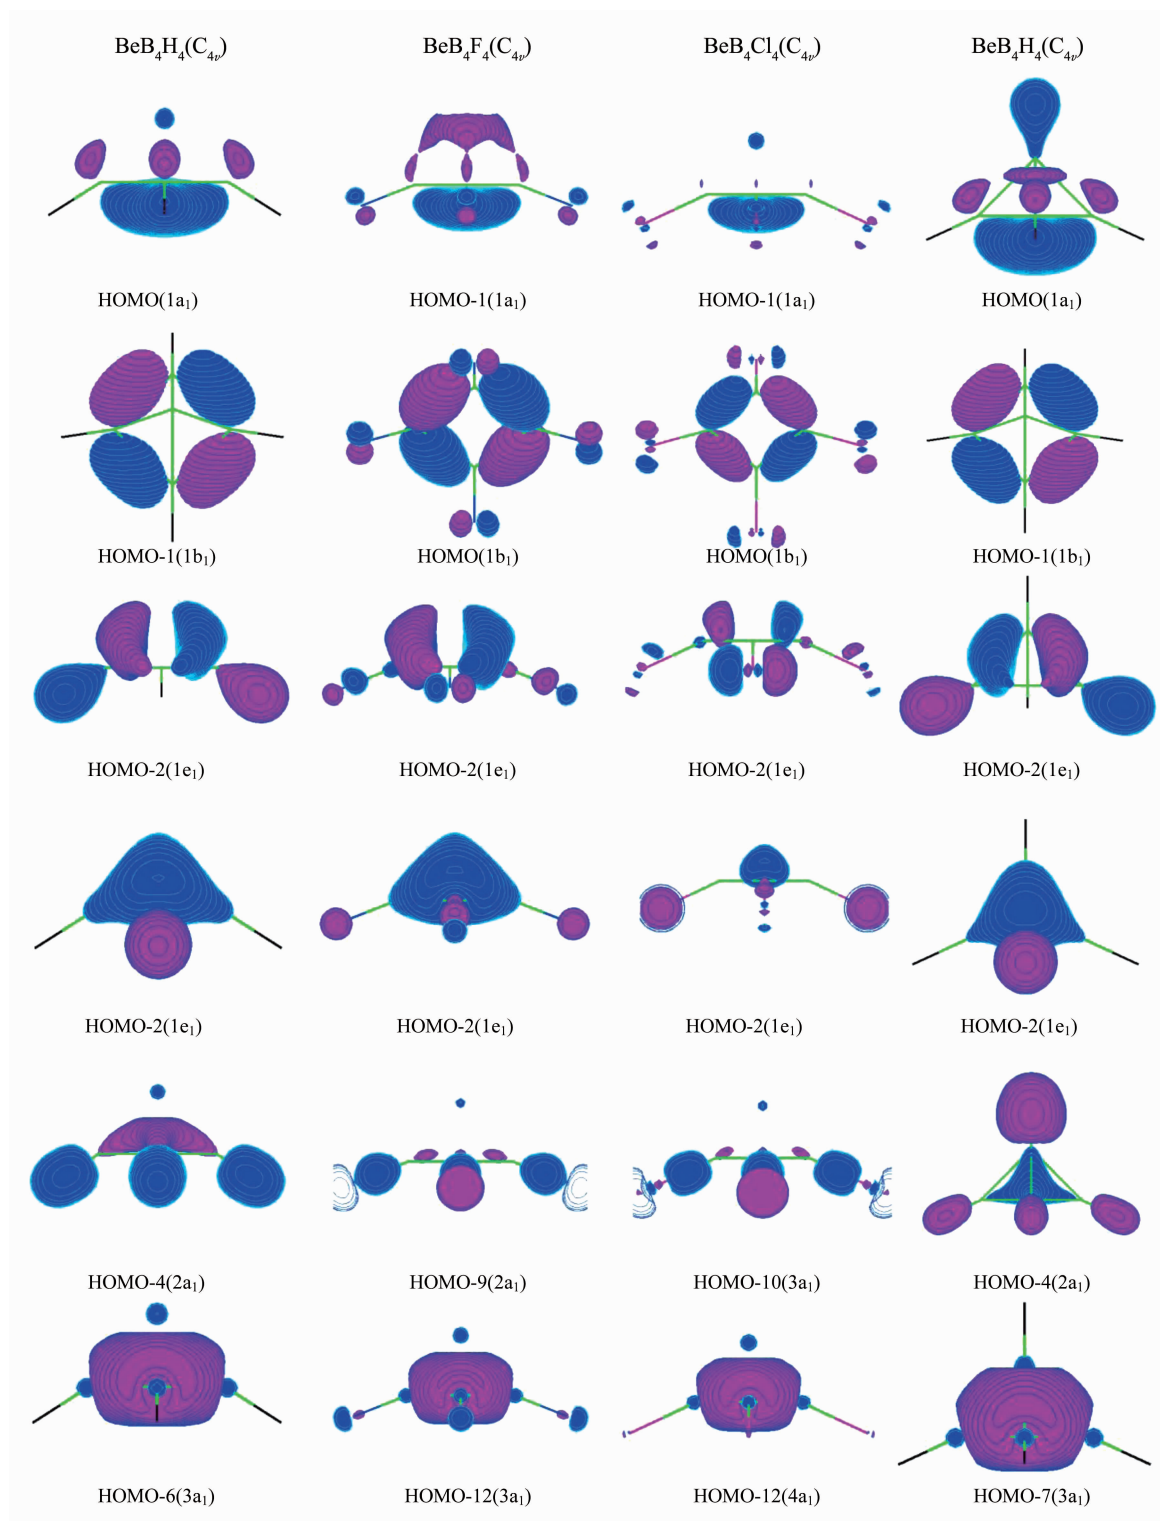 BeB₄H₄(C₄ᵥ) BeB₄F₄(C₄ᵥ) BeB₄Cl₄(C₄ᵥ) BeB₄H₄(C₄ᵥ)
HOMO(1a₁) HOMO-1(1a₁) HOMO-1(1a₁) HOMO(1a₁)
HOMO-1(1b₁) HOMO(1b₁) HOMO(1b₁) HOMO-1(1b₁)
HOMO-2(1e₁) HOMO-2(1e₁) HOMO-2(1e₁) HOMO-2(1e₁)
HOMO-2(1e₁) HOMO-2(1e₁) HOMO-2(1e₁) HOMO-2(1e₁)
HOMO-4(2a₁) HOMO-9(2a₁) HOMO-10(3a₁) HOMO-4(2a₁)
HOMO-6(3a₁) HOMO-12(3a₁) HOMO-12(4a₁) HOMO-7(3a₁)